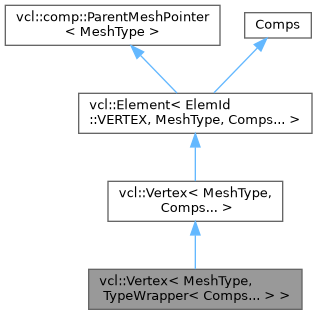 vcl::comp::ParentMeshPointer
< MeshType >
Comps
vcl::Element< ElemId
::VERTEX, MeshType, Comps... >
vcl::Vertex< MeshType,
Comps... >
vcl::Vertex< MeshType,
TypeWrapper< Comps... > >